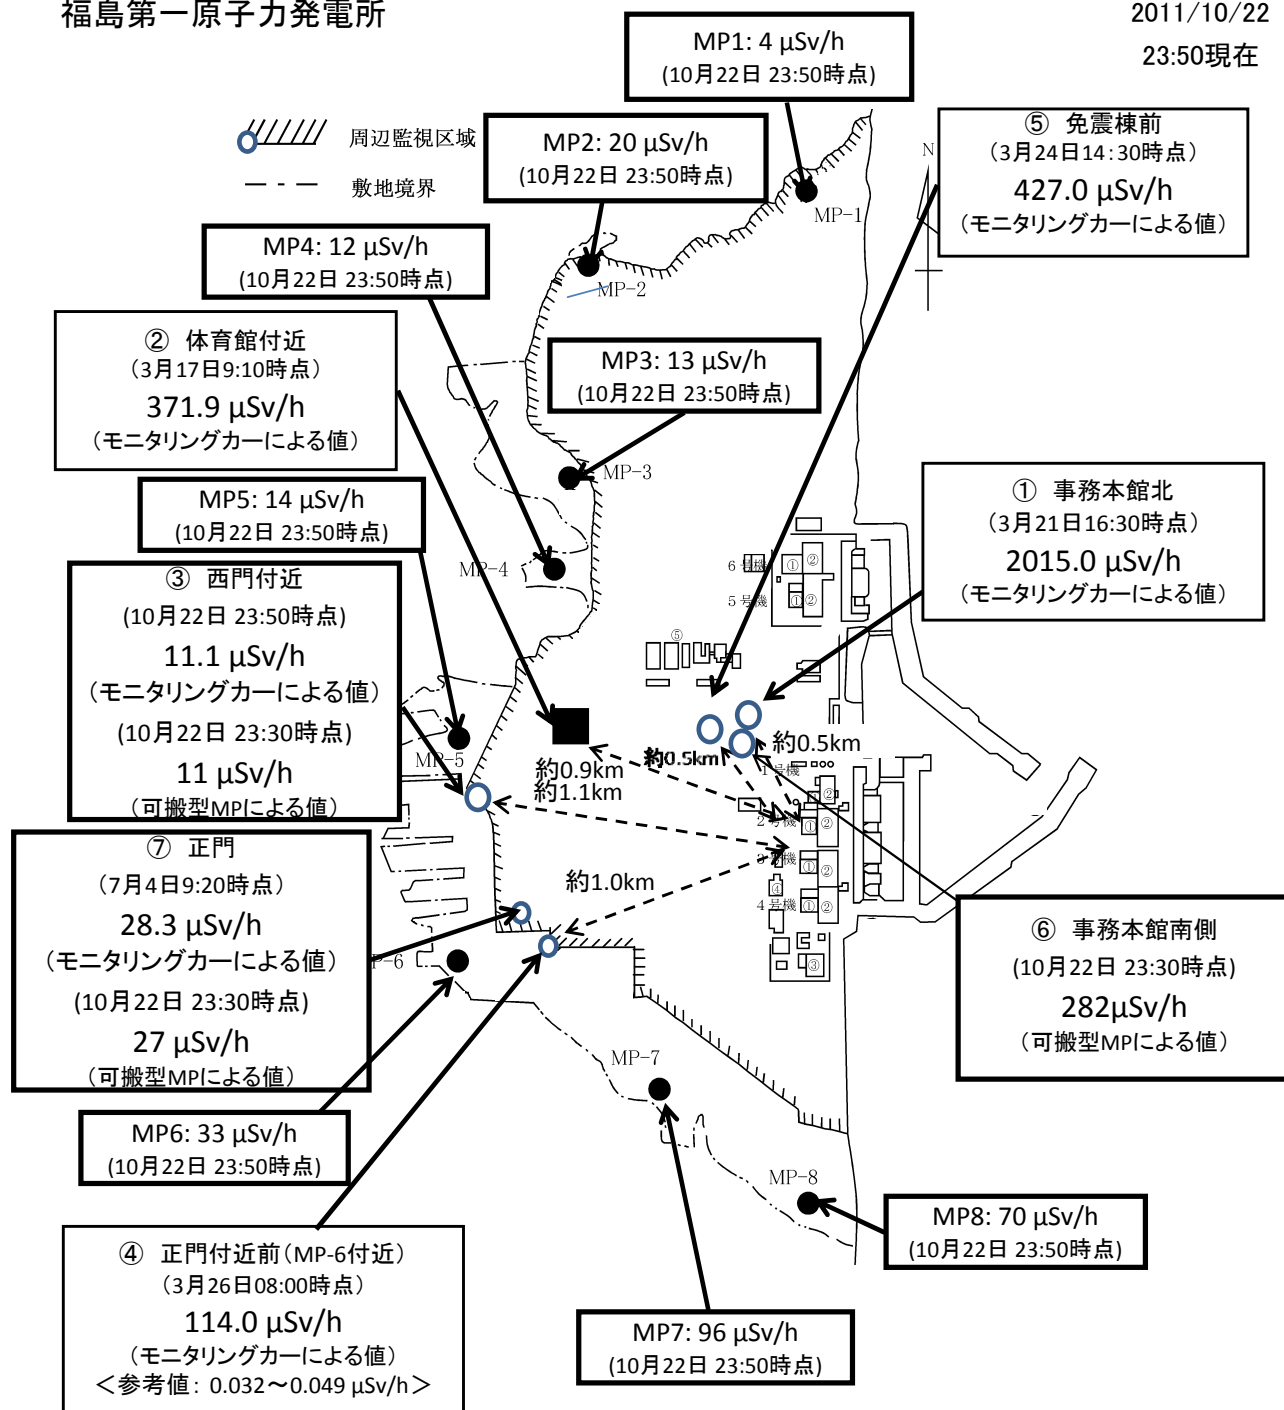 福島第一原子力発電所
2011/10/22
23:50現在
周辺監視区域
敷地境界
MP1: 4 μSv/h
(10月22日 23:50時点)
MP2: 20 μSv/h
(10月22日 23:50時点)
⑤ 免震棟前
(3月24日14:30時点)
427.0 μSv/h
(モニタリングカーによる値)
N
MP-1
MP4: 12 μSv/h
(10月22日 23:50時点)
MP-2
② 体育館付近
(3月17日9:10時点)
371.9 μSv/h
(モニタリングカーによる値)
MP3: 13 μSv/h
(10月22日 23:50時点)
MP-3
MP5: 14 μSv/h
(10月22日 23:50時点)
① 事務本館北
(3月21日16:30時点)
2015.0 μSv/h
(モニタリングカーによる値)
MP-4
③ 西門付近
(10月22日 23:50時点)
11.1 μSv/h
(モニタリングカーによる値)
(10月22日 23:30時点)
11 μSv/h
(可搬型MPによる値)
6号機 ① ②
5号機 ① ②
⑤
MP-5
約0.9km
約1.1km
約0.5km
約0.5km
1号機
②
2号機 ① ②
3号機 ① ②
④
4号機 ① ②
③
約1.0km
⑦ 正門
(7月4日9:20時点)
28.3 μSv/h
(モニタリングカーによる値)
(10月22日 23:30時点)
27 μSv/h
(可搬型MPによる値)
P-6
⑥ 事務本館南側
(10月22日 23:30時点)
282μSv/h
(可搬型MPによる値)
MP-7
MP6: 33 μSv/h
(10月22日 23:50時点)
MP-8
④ 正門付近前(MP-6付近)
(3月26日08:00時点)
114.0 μSv/h
(モニタリングカーによる値)
<参考値: 0.032~0.049 μSv/h>
MP8: 70 μSv/h
(10月22日 23:50時点)
MP7: 96 μSv/h
(10月22日 23:50時点)